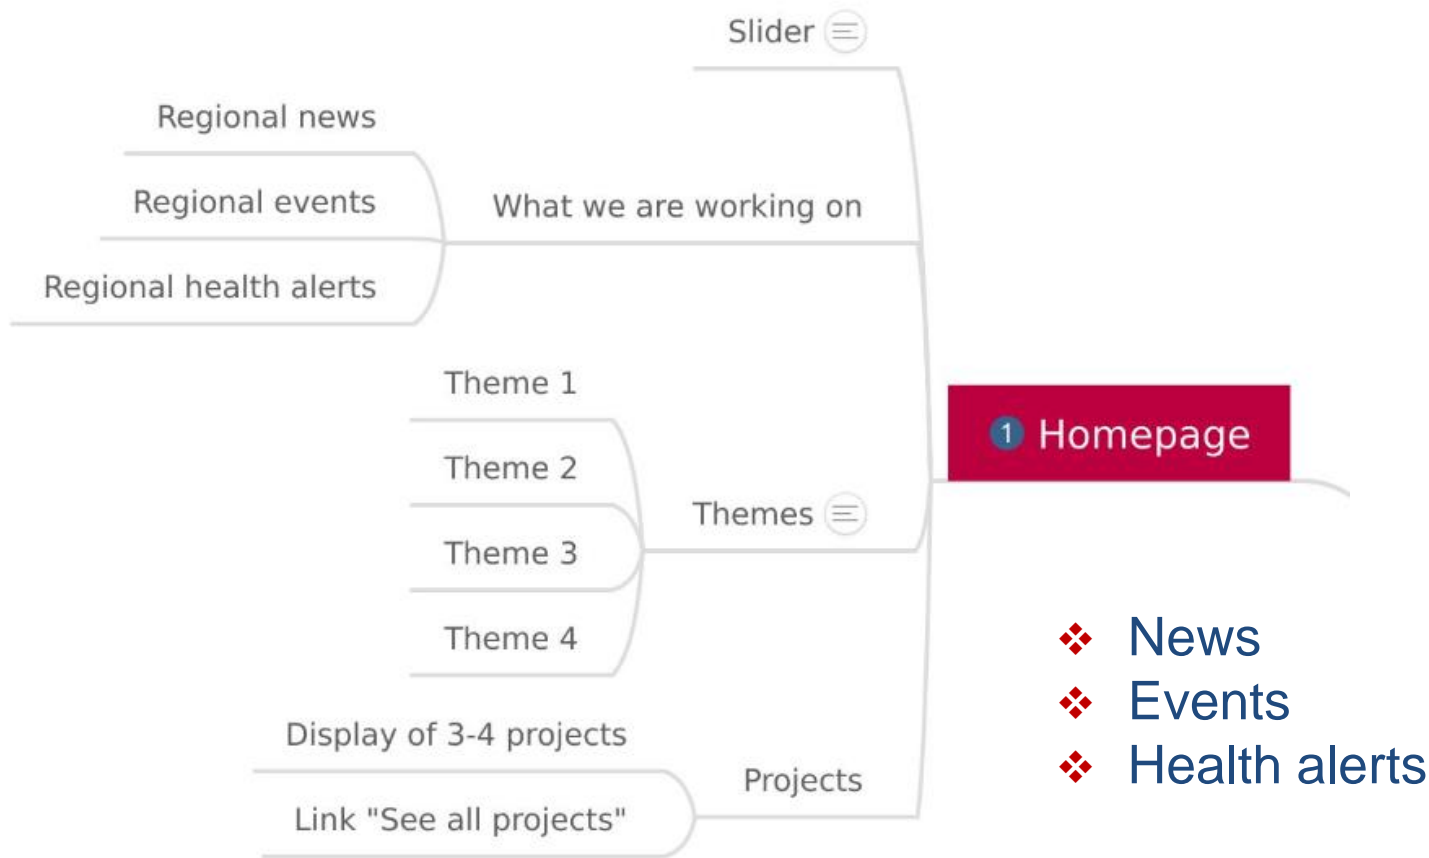 Slider
Regional news
Regional events
Regional health alerts
What we are working on
Theme 1
Theme 2
Theme 3
Theme 4
Themes
Display of 3-4 projects
Link "See all projects"
Projects
1 Homepage
❖ News
❖ Events
❖ Health alerts